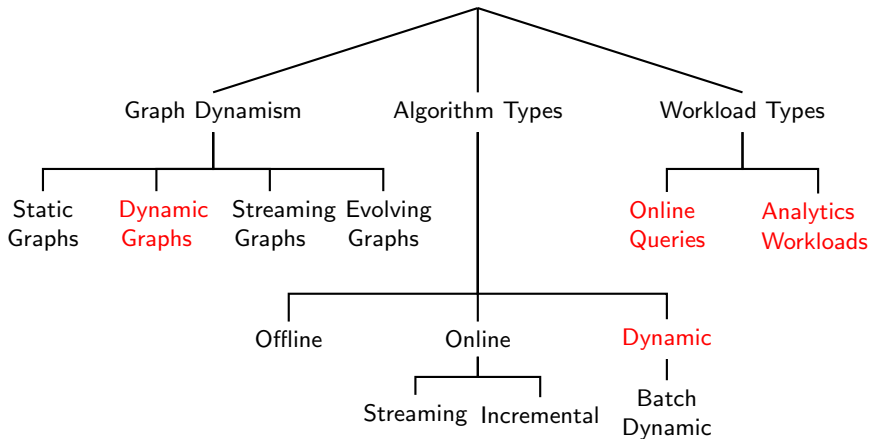 Graph Dynamism
Algorithm Types
Workload Types
Static
Graphs
Dynamic
Graphs
Streaming
Graphs
Evolving
Graphs
Online
Queries
Analytics
Workloads
Offline
Online
Dynamic
Streaming
Incremental
Batch
Dynamic